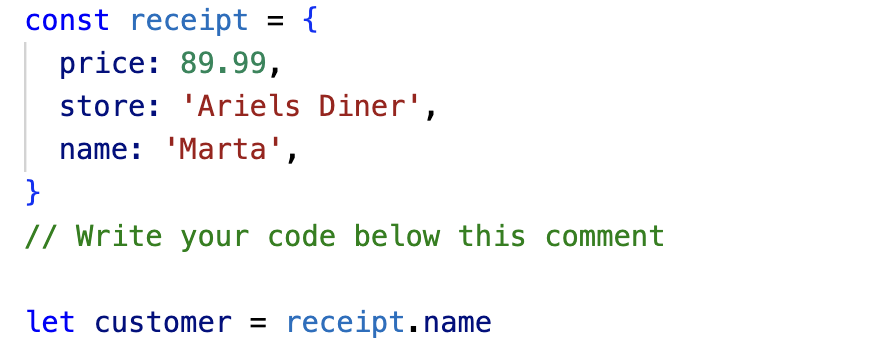 const receipt = {
  price: 89.99,
  store: 'Ariels Diner',
  name: 'Marta',
}
// Write your code below this comment
let customer = receipt.name